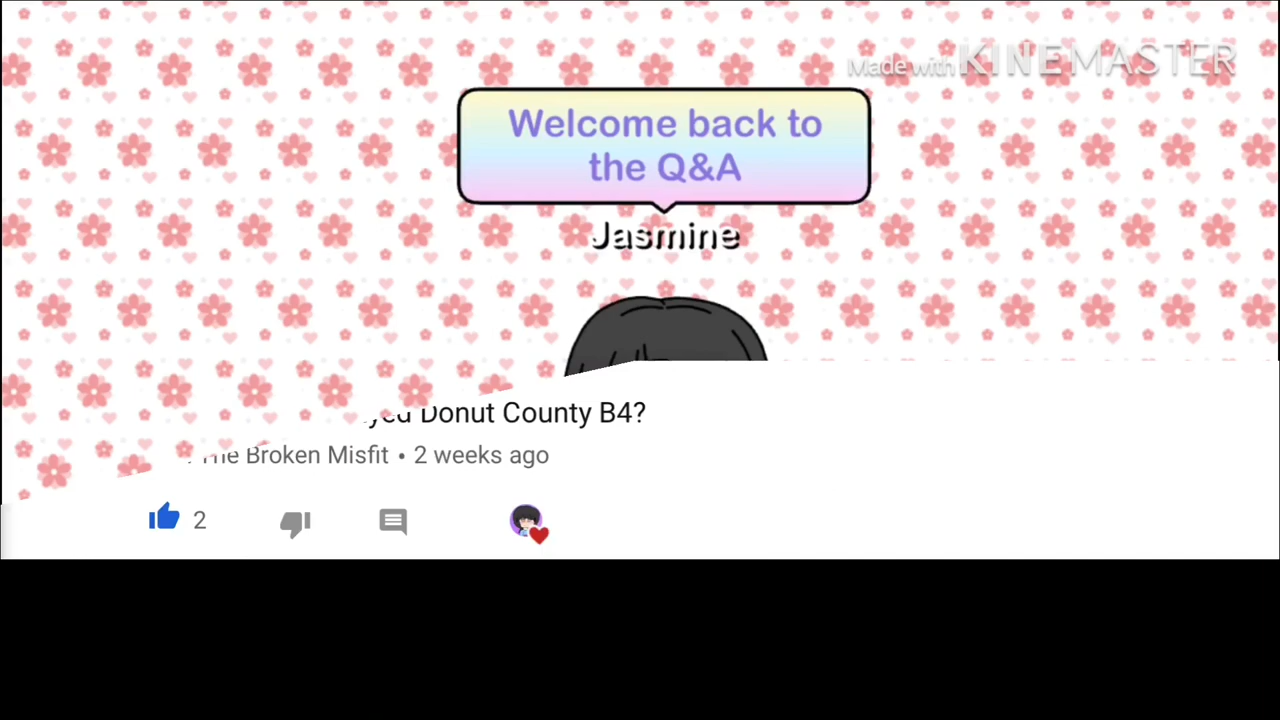 Made with KINEMASTER
Welcome back to
the Q&A
Jasmine
Donut County B4?
The Broken Misfit • 2 weeks ago
2